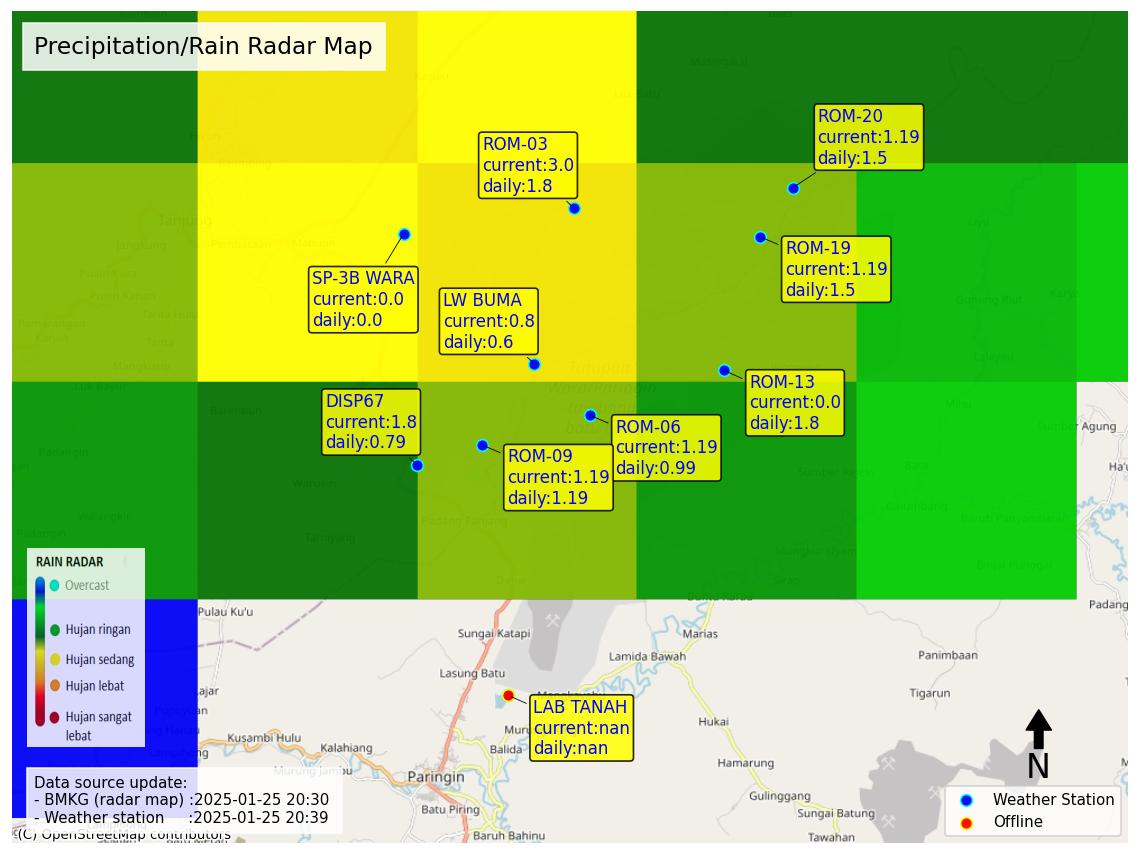 Precipitation/Rain Radar Map
ROM-20
current:1.19
daily:1.5
ROM-03
current:3.0
daily:1.8
ROM-19
current:1.19
daily:1.5
SP-3B WARA
current:0.0
daily:0.0
LW BUMA
current:0.8
daily:0.6
ROM-13
current:0.0
daily:1.8
DISP67
current:1.8
daily:0.79
ROM-06
current:1.19
daily:0.99
ROM-09
current:1.19
daily:1.19
Tanjung
Sumber Agung
RAIN RADAR
Overcast
Hujan ringan
Hujan sedang
Hujan lebat
Hujan sangat
lebat
Pulau Ku'u
Sungai Katapi
Marias
Lamida Bawah
Panimbaan
Lasung Batu
Tigarun
LAB TANAH
current:nan
daily:nan
Hukai
Kusambi Hulu
Kalahiang
Balida
Hamarung
Murung Jambu
Paringin
Gulinggang
Batu Piring
Sungai Batung
Baruh Bahinu
Tawahan
N
Weather Station
Offline
Data source update:
- BMKG (radar map) :2025-01-25 20:30
- Weather station :2025-01-25 20:39
(C) OpenStreetMap contributors